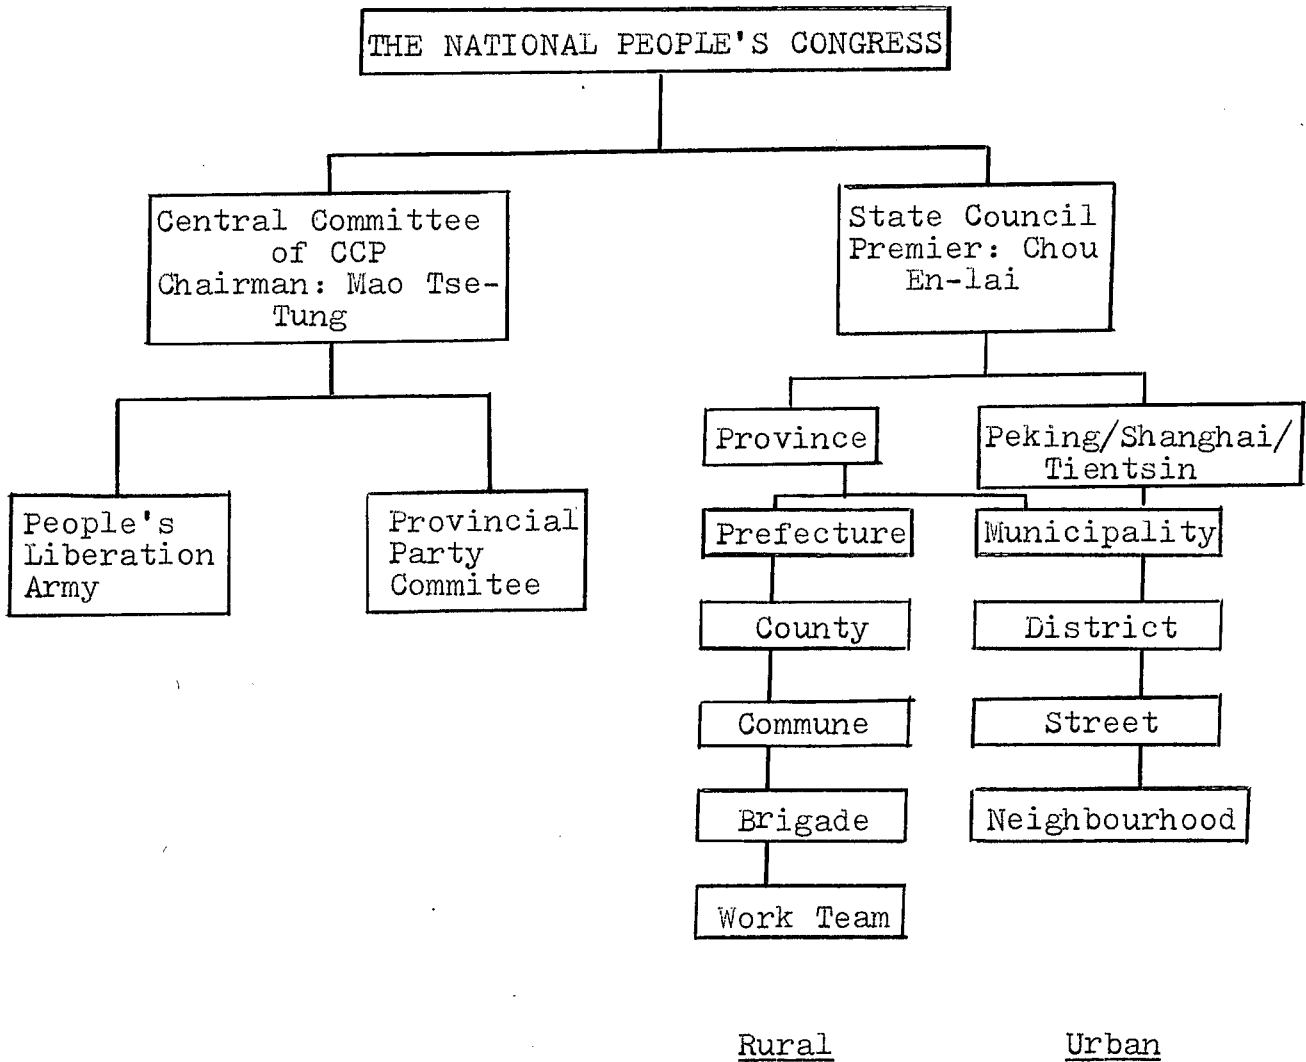 THE NATIONAL PEOPLE'S CONGRESS
Central Committee
of CCP
Chairman: Mao Tse-
Tung
State Council
Premier: Chou
En-lai
People's
Liberation
Army
Provincial
Party
Commitee
Province
Peking/Shanghai/
Tientsin
Prefecture
Municipality
County
District
Commune
Street
Brigade
Neighbourhood
Work Team
Rural
Urban